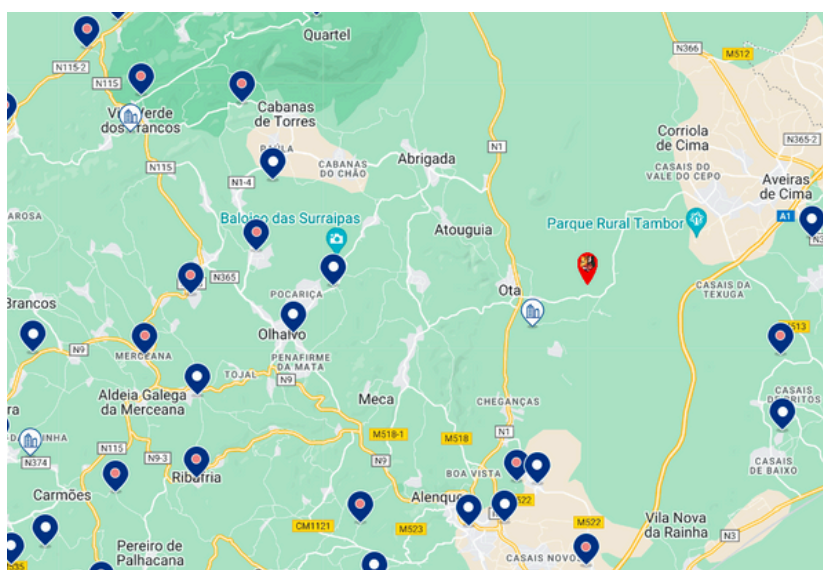 Quartel
N366
M512
N115-2
N115
Cabanas
de Torres
dos Francos
Corriola
de Cima
N365-2
PAÚLA
CABANAS
DO CHÃO
Abrigada
N1
CASAIS DO
VALE DO CEPO
N115
N1-4
Aveiras
de Cima
Baloiço das Surraipas
Atouguia
Parque Rural Tambor
A1
N365
POCARIÇA
Ota
CASAIS DA
TEXUGA
Olhalvo
N9
MERCEANA
PENAFIRME
DA MATA
TOJAL
N9
Aldeia Galega
da Merceana
Meca
CHEGANÇAS
CASAIS
M518-1
M518
N1
N374
N115
N9-3
N9
BOA VISTA
CASAIS
DE BAIXO
Carmões
CM1121
M523
M522
Vila Nova
da Rainha
N3
Pereiro de
Palhacana
CASAIS NOVOS